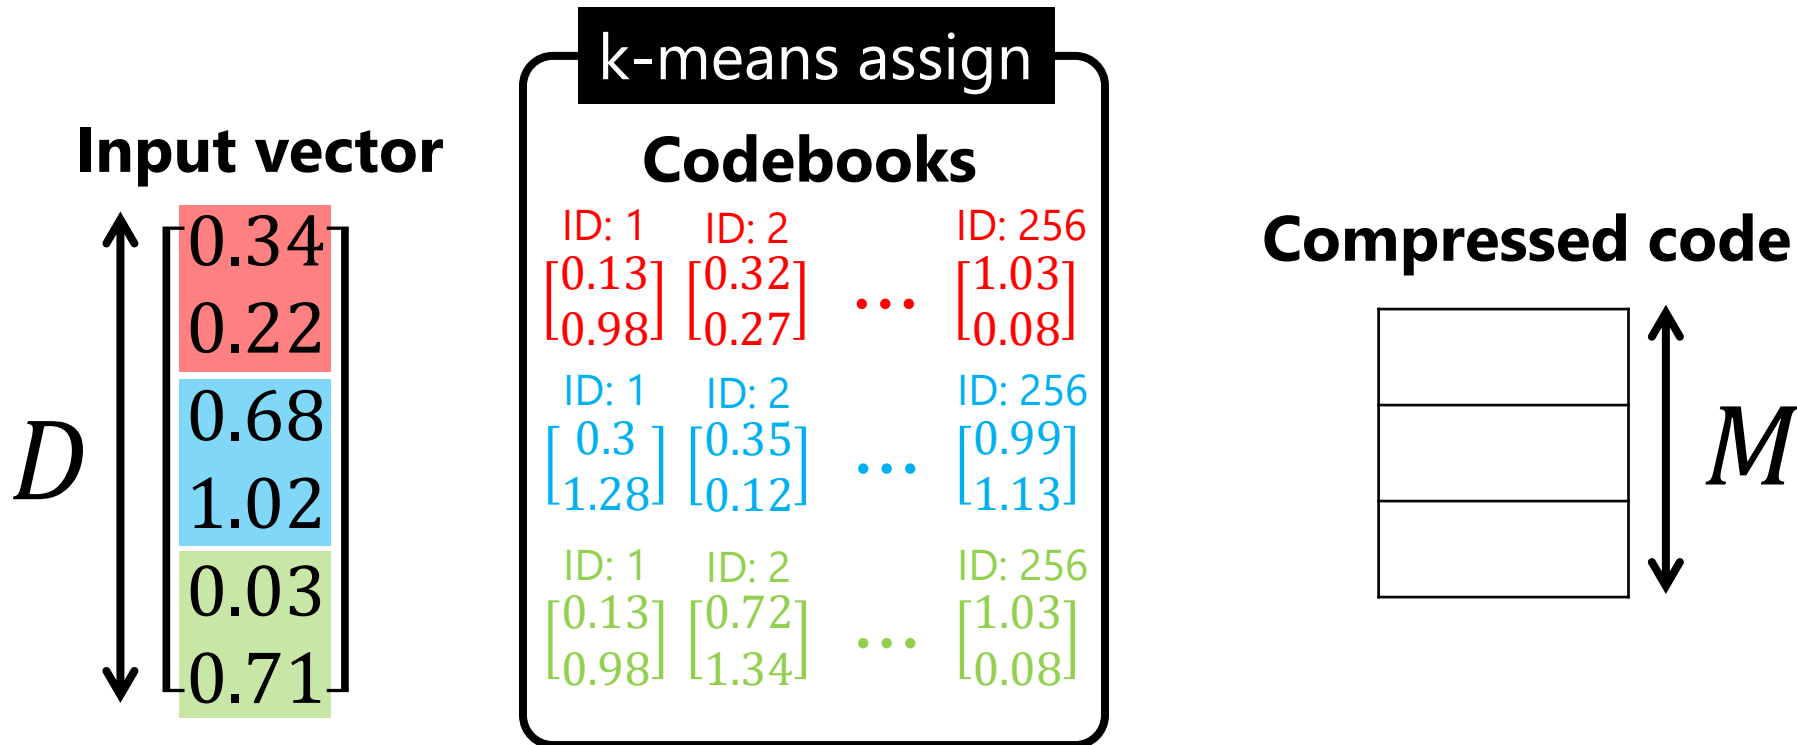 k-means assign
Input vector
Codebooks
Compressed code
D
0.34
0.22
0.68
1.02
0.03
0.71
ID: 1 ID: 2 ID: 256
0.13 0.32 ... 1.03
0.98 0.27 0.08
ID: 1 ID: 2 ID: 256
0.3 0.35 ... 0.99
1.28 0.12 1.13
ID: 1 ID: 2 ID: 256
0.13 0.72 ... 1.03
0.98 1.34 0.08
M